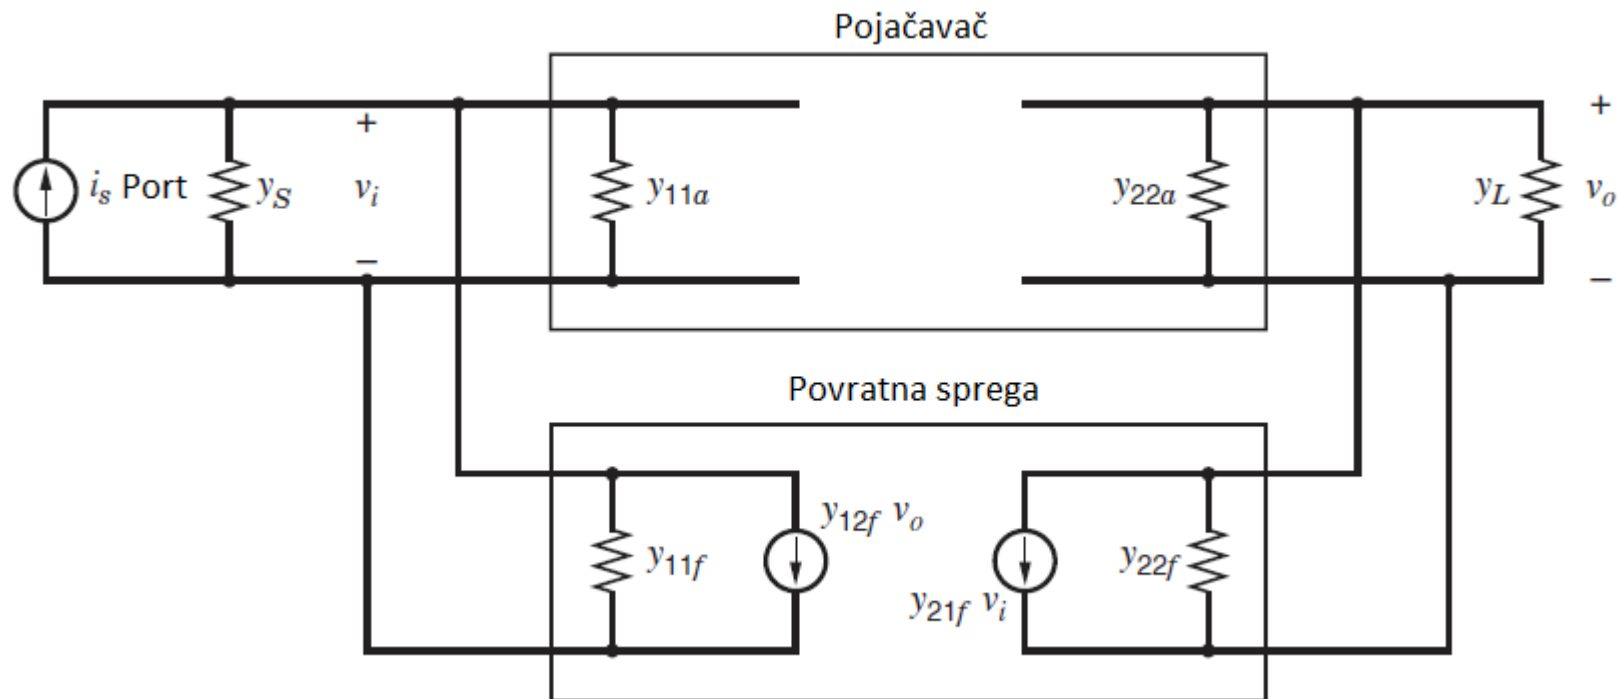 Pojačavač
+
+
i_s Port
y_S
v_i
y_11a
y_22a
y_L
v_o
−
−
Povratna sprega
y_12f v_o
y_11f
y_22f
y_21f v_i